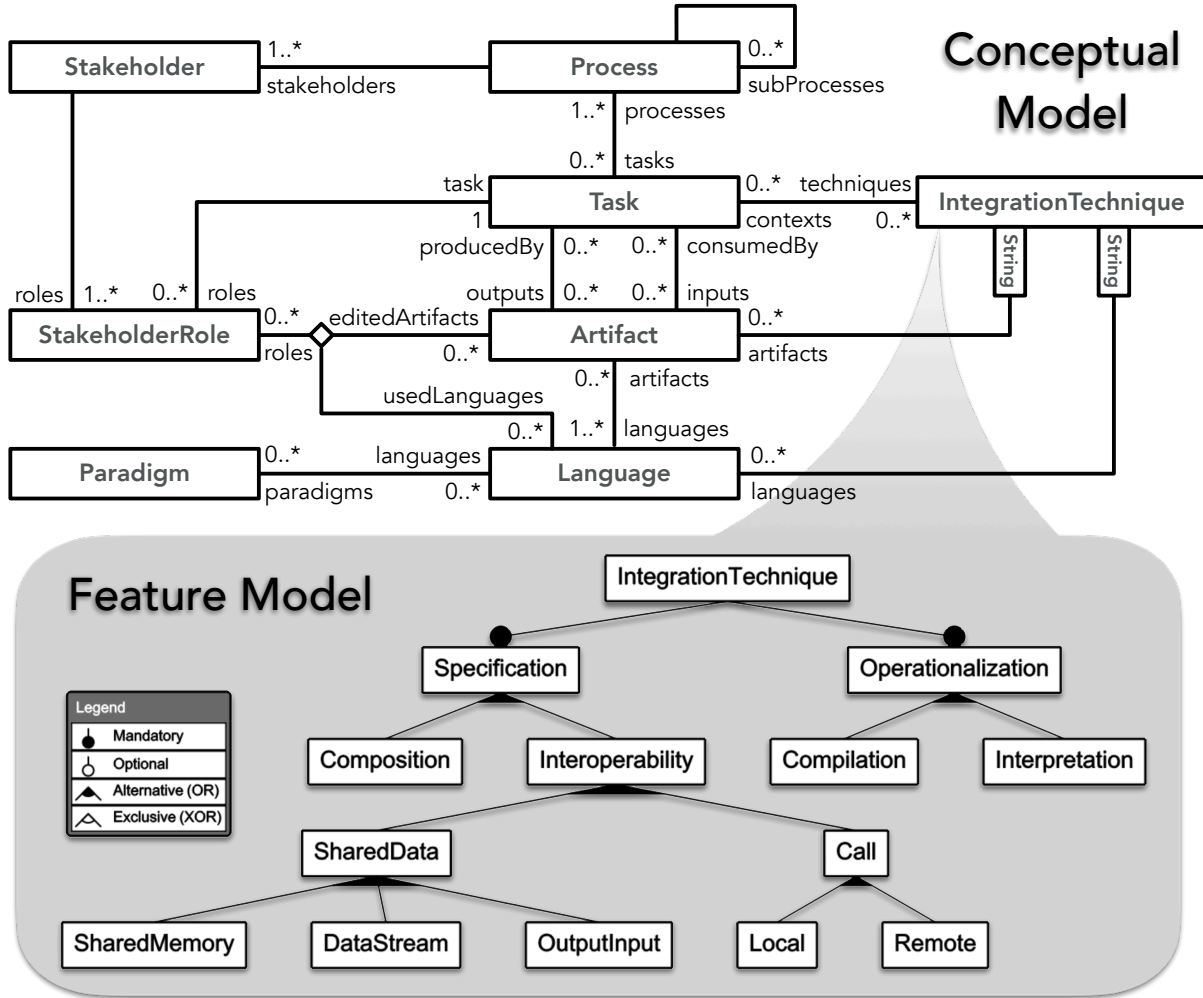 Conceptual
Model
Stakeholder
1..*
stakeholders
Process
0..*
subProcesses
1..*
processes
0..*
tasks
task
1
Task
0..*
contexts
techniques
0..*
IntegrationTechnique
String
String
producedBy
0..*
0..*
consumedBy
outputs
0..*
0..*
inputs
roles
1..*
0..*
roles
StakeholderRole
0..*
roles
editedArtifacts
0..*
Artifact
0..*
artifacts
0..*
artifacts
usedLanguages
0..*
1..*
languages
Paradigm
0..*
paradigms
languages
0..*
Language
0..*
languages
Feature Model
IntegrationTechnique
Specification
Operationalization
Legend
Mandatory
Optional
Alternative (OR)
Exclusive (XOR)
Composition
Interoperability
Compilation
Interpretation
SharedData
Call
SharedMemory
DataStream
OutputInput
Local
Remote